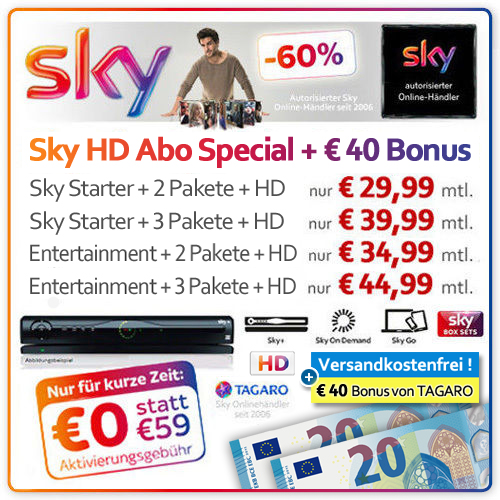 sky
-60%
Autorisierter Sky
Online-Händler seit 2006
sky
autorisierter
Online-Händler
Sky HD Abo Special + € 40 Bonus
Sky Starter + 2 Pakete + HD nur € 29,99 mtl.
Sky Starter + 3 Pakete + HD nur € 39,99 mtl.
Entertainment + 2 Pakete + HD nur € 34,99 mtl.
Entertainment + 3 Pakete + HD nur € 44,99 mtl.
sky
Abbildungsbeispiel
Sky+
Sky On Demand
Sky Go
sky
BOX SETS
Nur für kurze Zeit:
€0 statt €59
Aktivierungsgebühr
HD
TAGARO
Sky Onlinehändler
seit 2006
+ Versandkostenfrei !
€ 40 Bonus von TAGARO
20
20